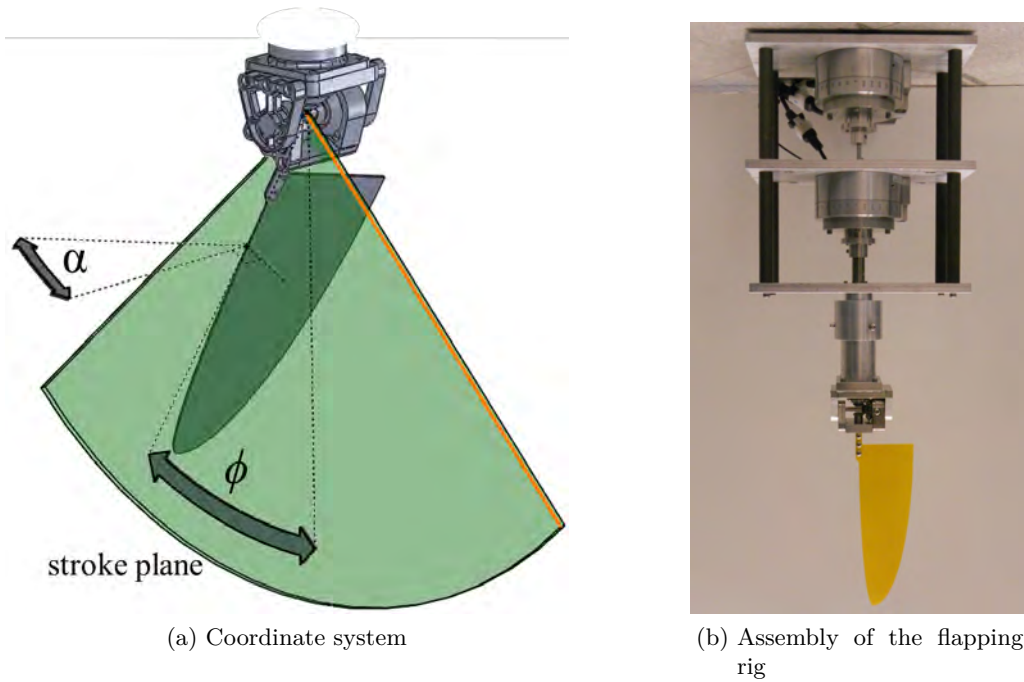 α
ϕ
stroke plane
(a) Coordinate system
(b) Assembly of the flapping
rig